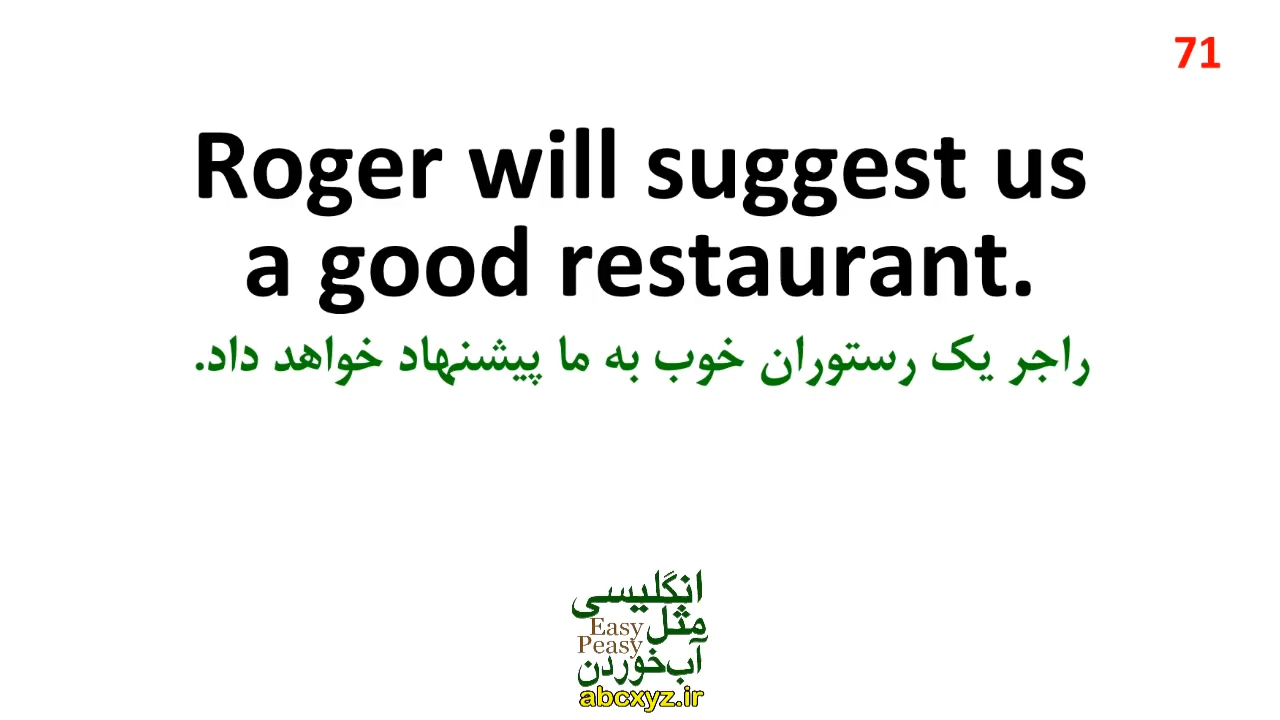 71
Roger will suggest us
a good restaurant.
راجر یک رستوران خوب به ما پیشنهاد خواهد داد.
انگلیسی
مثل Easy
Peasy
آب‌خوردن
abcxyz.ir